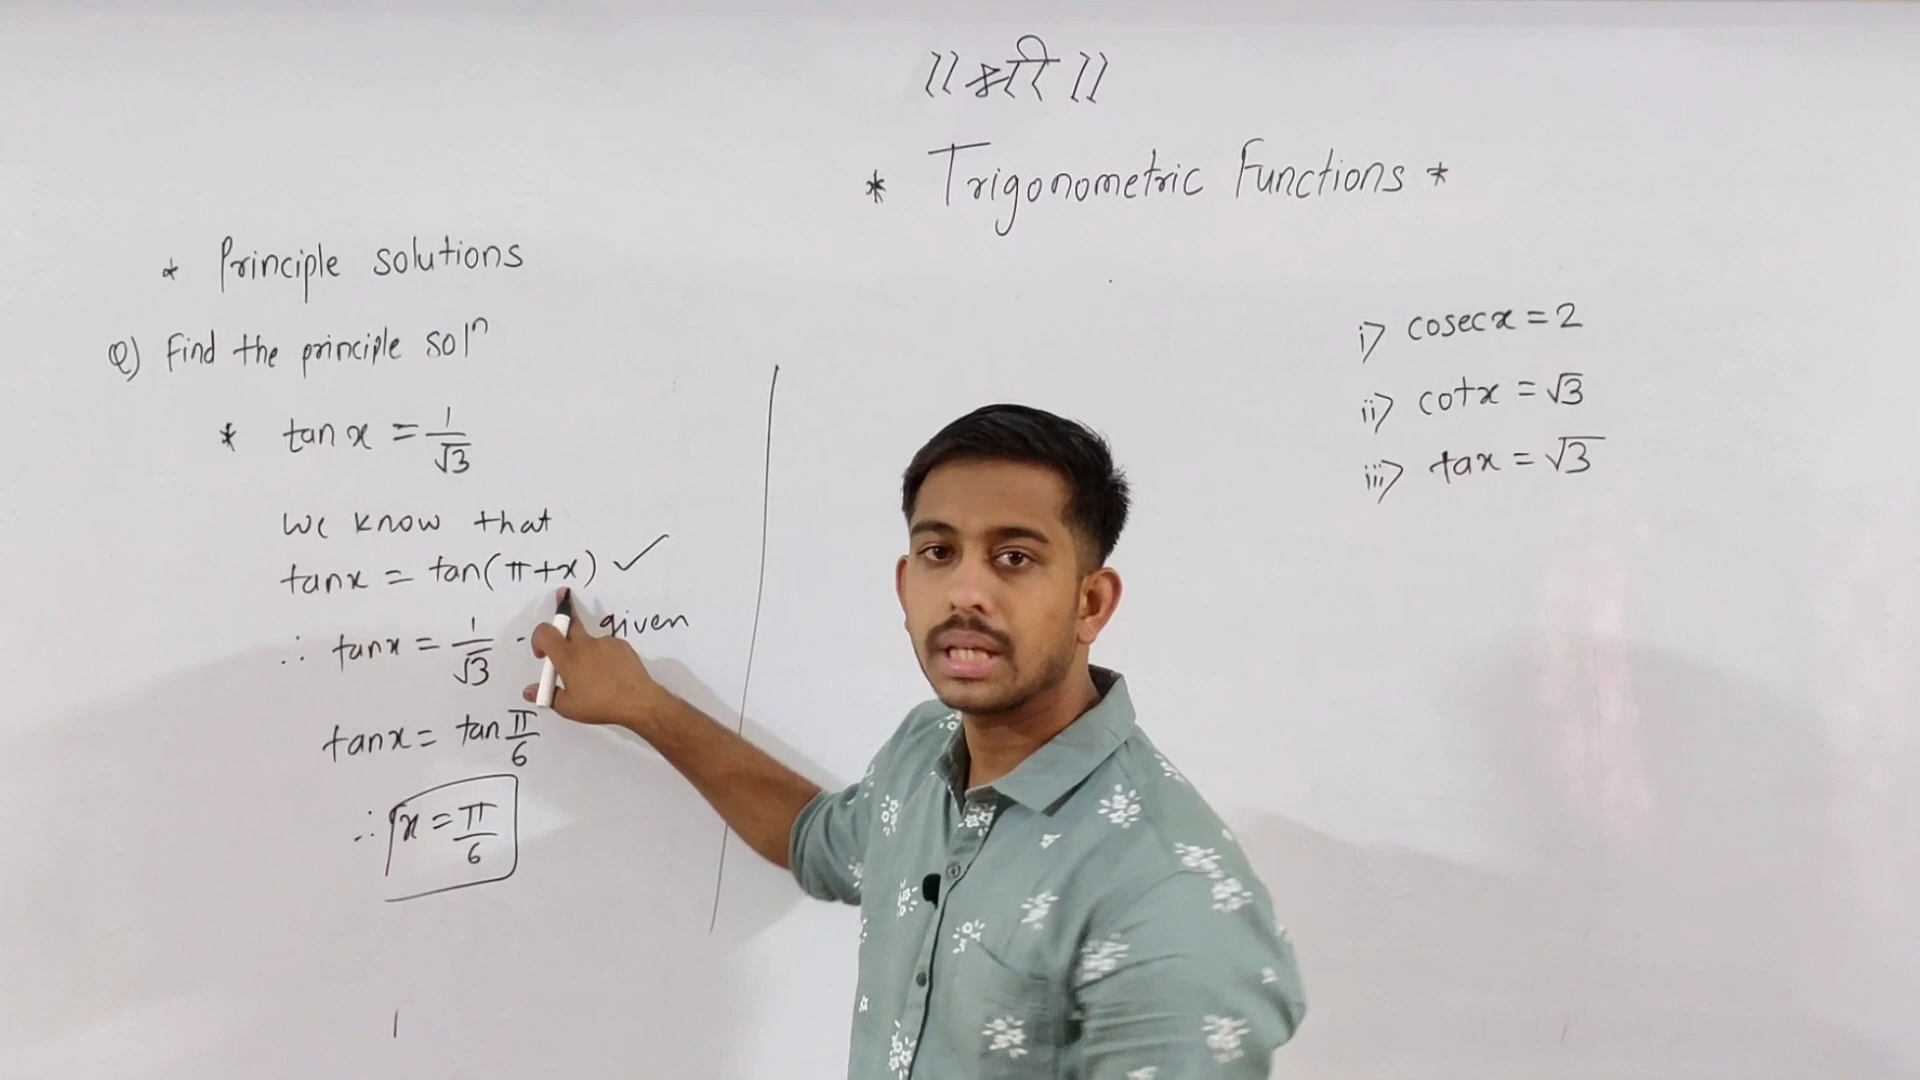 ॥ श्री ॥
* Trigonometric Functions *
* Principle solutions
Q) Find the principle solⁿ
* tan x = 1/√3
We know that
tanx = tan(π+x) ✓
∴ tanx = 1/√3 - given
tanx = tan π/6
∴ x = π/6
i) cosecx = 2
ii) cotx = √3
iii) tax = √3